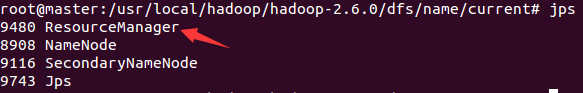 root@master:/usr/local/hadoop/hadoop-2.6.0/dfs/name/current# jps
9480 ResourceManager
8908 NameNode
9116 SecondaryNameNode
9743 Jps